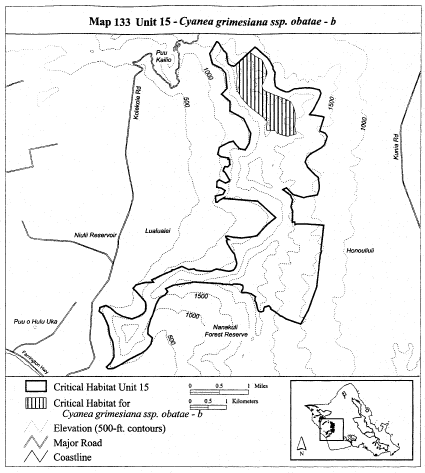 Map 133 Unit 15 - Cyanea grimesiana ssp. obatae - b
Puu
Kailio
1000
500
1500
1000
Kolekole Rd
Kunia Rd
Niulii Reservoir
Lualualei
Honouliuli
1500
1000
500
Nanakuli
Forest Reserve
Puu o Hulu Uka
Farrington Hwy
Critical Habitat Unit 15
Critical Habitat for
Cyanea grimesiana ssp. obatae - b
Elevation (500-ft. contours)
Major Road
Coastline
0 0.5 1 Miles
0 0.5 1 Kilometers
N